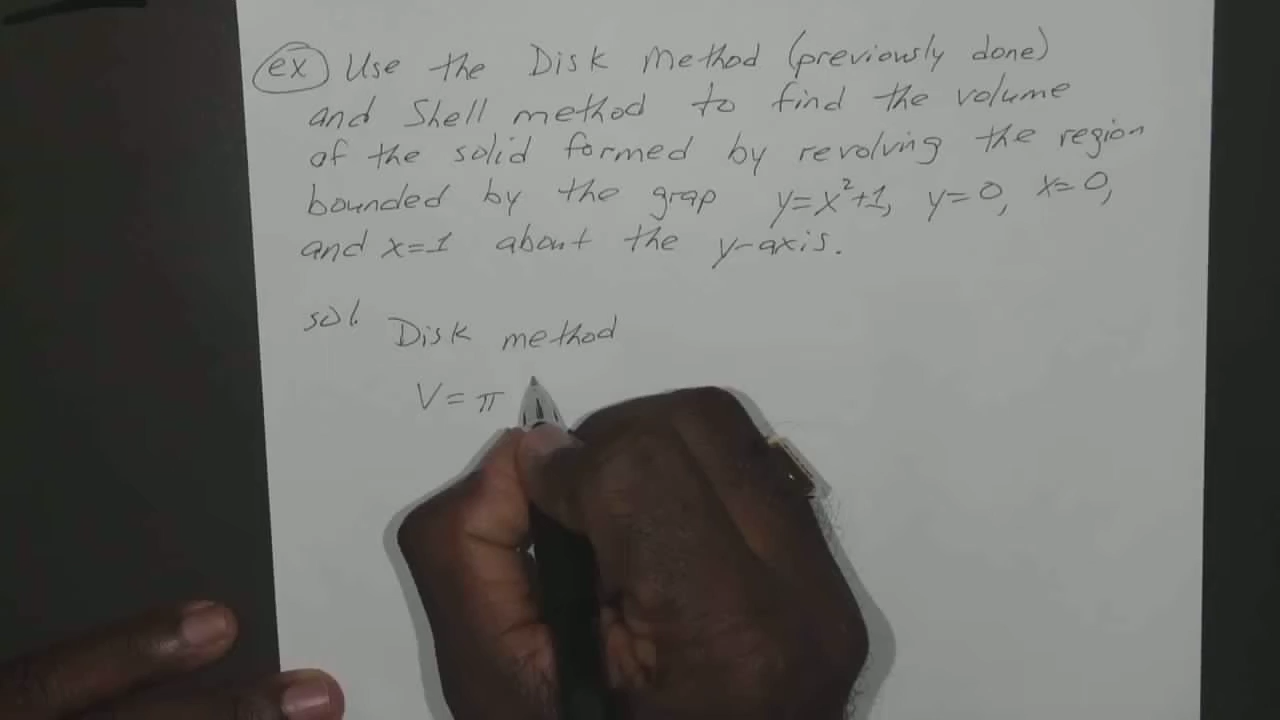 ex Use the Disk Method (previously done)
and Shell method to find the volume
of the solid formed by revolving the region
bounded by the grap y=x²+1, y=0, x=0,
and x=1 about the y-axis.
sol. Disk method
V = π